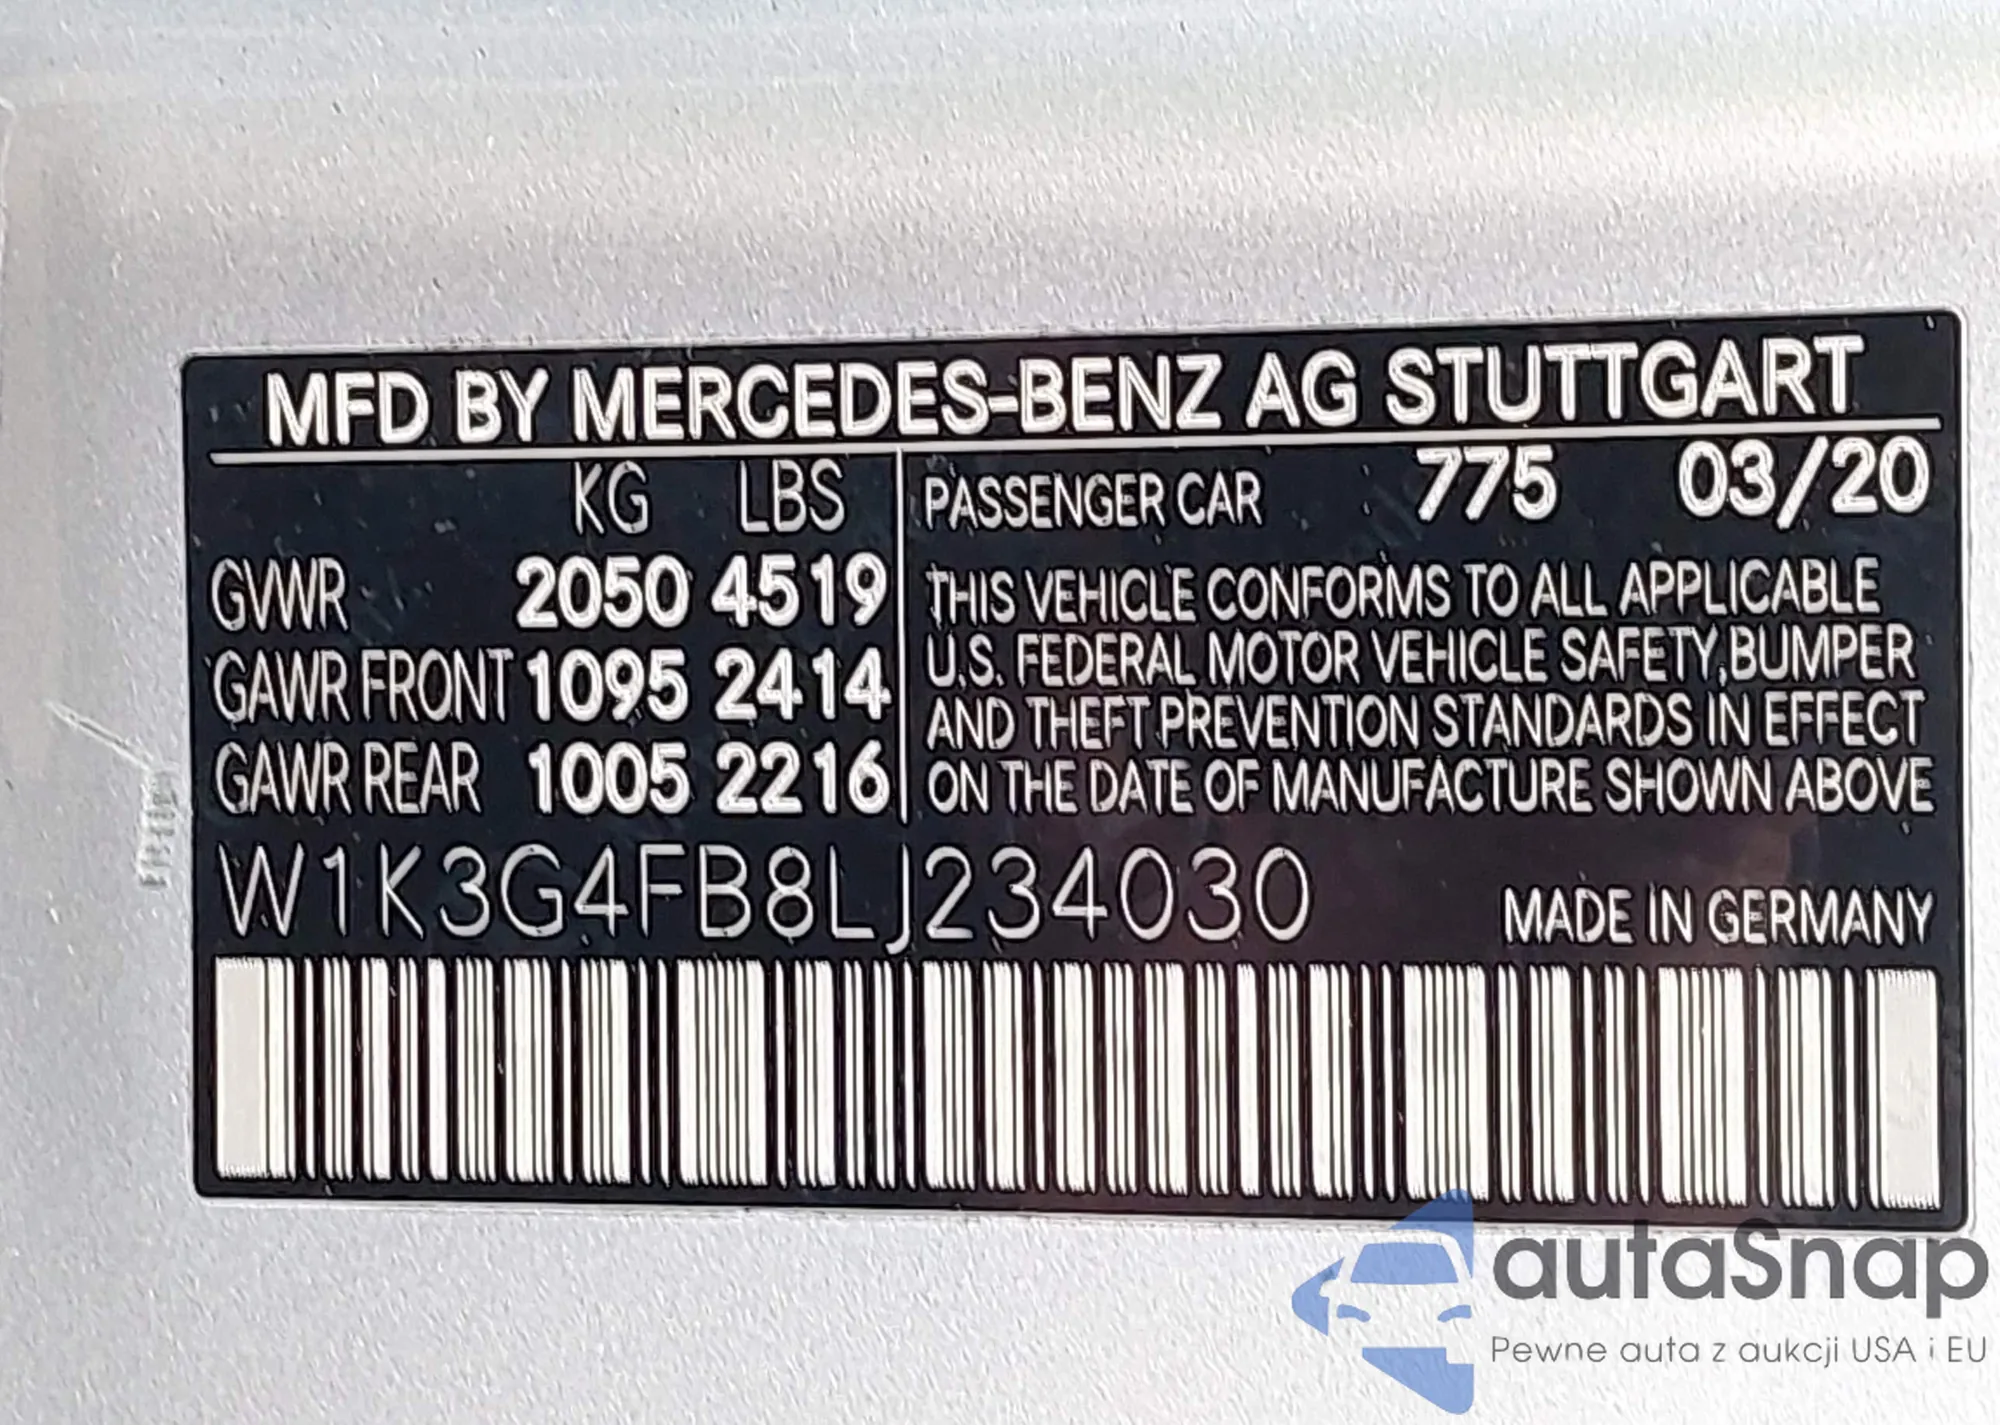 MFD BY MERCEDES-BENZ AG STUTTGART
KG LBS
GVWR 2050 4519
GAWR FRONT 1095 2414
GAWR REAR 1005 2216
PASSENGER CAR 775 03/20
THIS VEHICLE CONFORMS TO ALL APPLICABLE
U.S. FEDERAL MOTOR VEHICLE SAFETY,BUMPER
AND THEFT PREVENTION STANDARDS IN EFFECT
ON THE DATE OF MANUFACTURE SHOWN ABOVE
W1K3G4FB8LJ234030
MADE IN GERMANY
autaSnap
Pewne auta z aukcji USA i EU